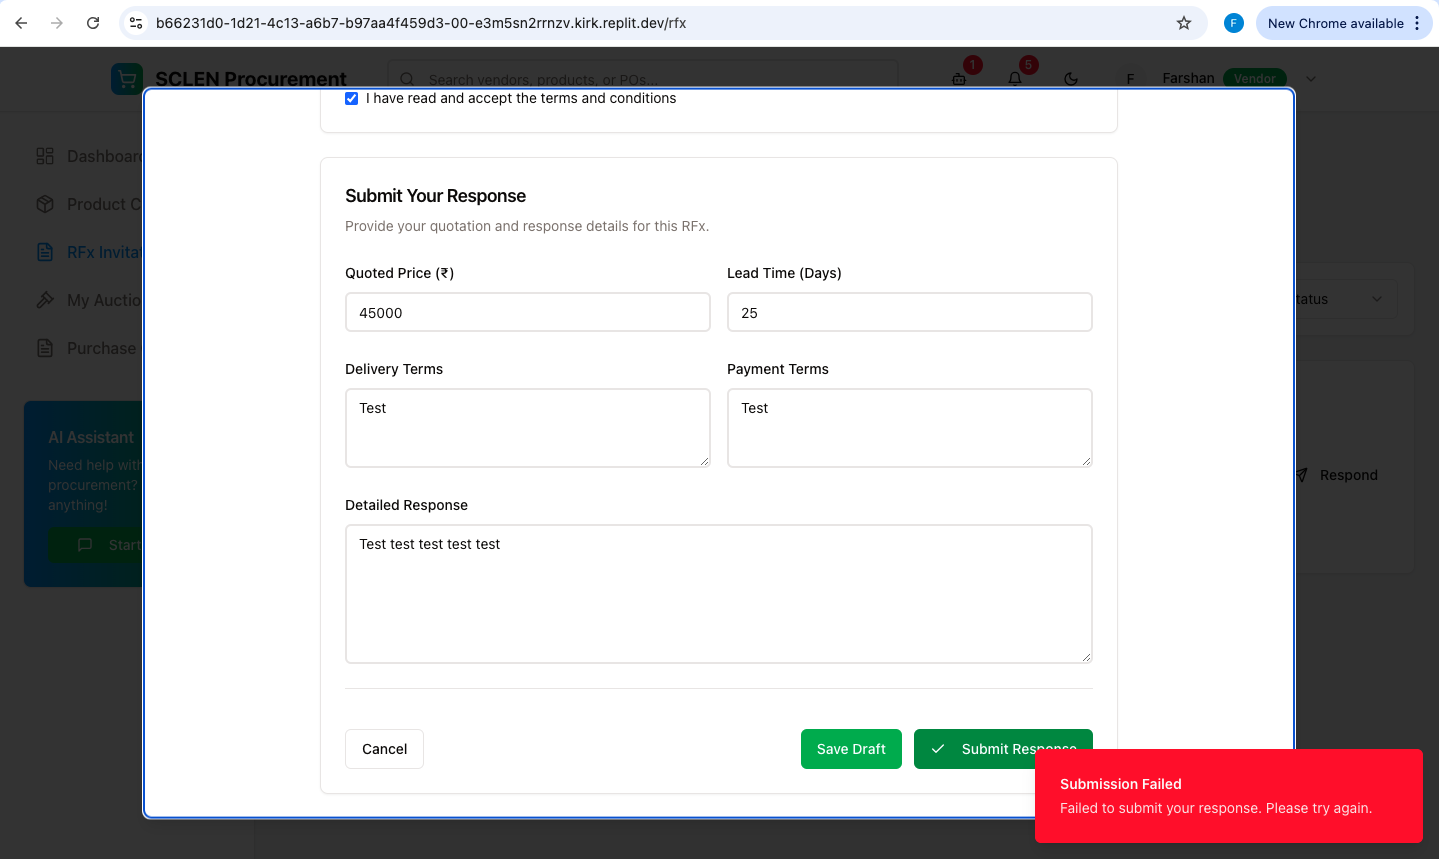 b66231d0-1d21-4c13-a6b7-b97aa4f459d3-00-e3m5sn2rrnzv.kirk.replit.dev/rfx
F
New Chrome available
SCLEN Procurement
Search vendors, products, or POs...
1
5
F
Farshan
Vendor
I have read and accept the terms and conditions
Dashboard
Product C
RFx Invitat
My Auctio
Purchase
tatus
AI Assistant
Need help with
procurement?
anything!
Start
Respond
Submit Your Response
Provide your quotation and response details for this RFx.
Quoted Price (₹)
Lead Time (Days)
45000
25
Delivery Terms
Payment Terms
Test
Test
Detailed Response
Test test test test test
Cancel
Save Draft
Submit Response
Submission Failed
Failed to submit your response. Please try again.